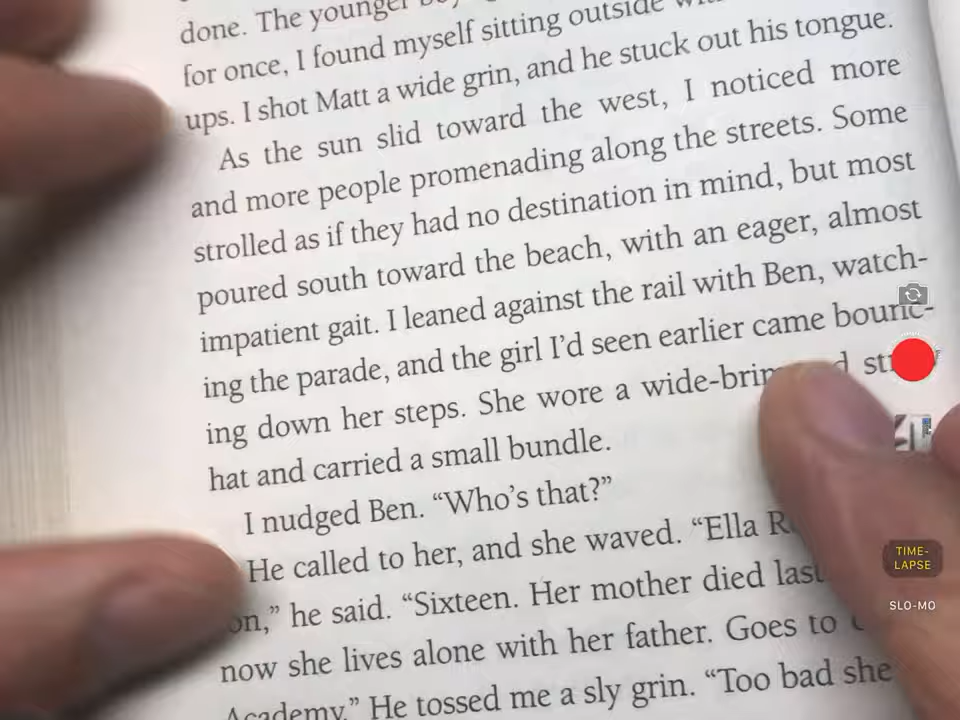 done. The younger
for once, I found myself sitting outside
ups. I shot Matt a wide grin, and he stuck out his tongue.
As the sun slid toward the west, I noticed more
and more people promenading along the streets. Some
strolled as if they had no destination in mind, but most
poured south toward the beach, with an eager, almost
impatient gait. I leaned against the rail with Ben, watch-
ing the parade, and the girl I’d seen earlier came bounc-
ing down her steps. She wore a
hat and carried a small bundle.
I nudged Ben. “Who’s that?”
He called to her, and she waved. “Ella
on,” he said. “Sixteen. Her mother died last
now she lives alone with her father. Goes to
Academy.” He tossed me a sly grin. “Too bad she
TIME-
LAPSE
SLO-MO